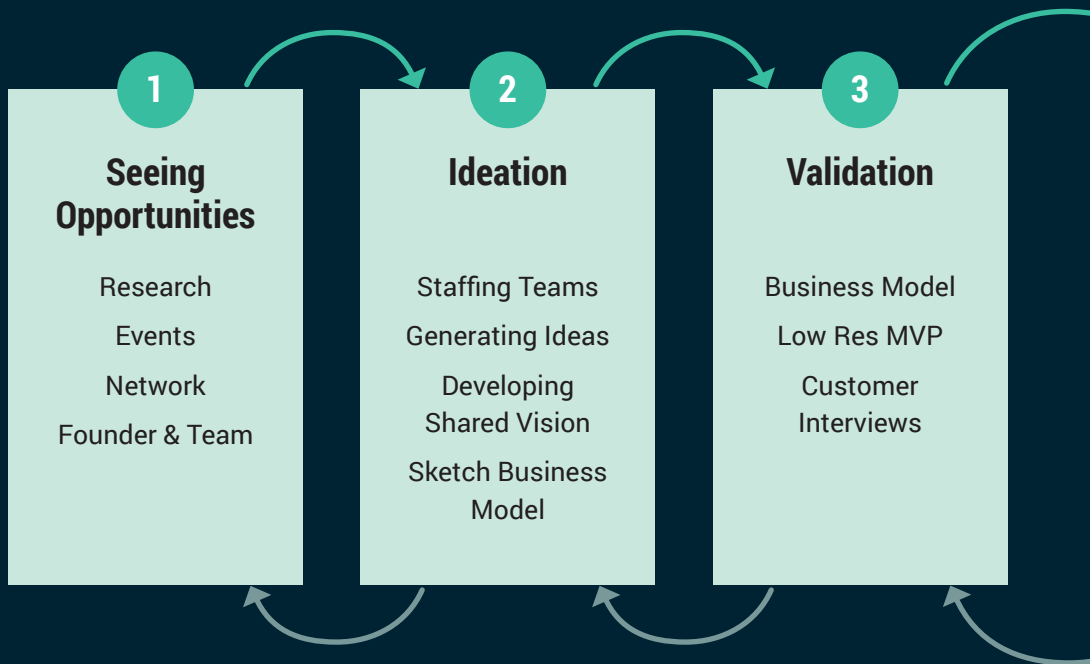 1
Seeing
Opportunities
Research
Events
Network
Founder & Team
2
Ideation
Staffing Teams
Generating Ideas
Developing
Shared Vision
Sketch Business
Model
3
Validation
Business Model
Low Res MVP
Customer
Interviews